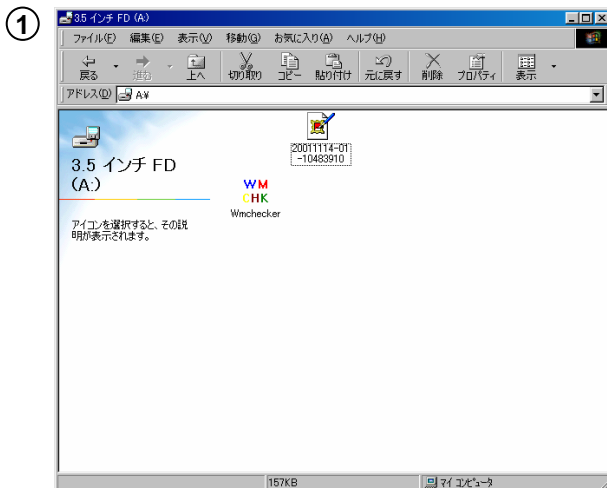 ①
3.5 インチ FD (A:)
ファイル(F) 編集(E) 表示(V) 移動(G) お気に入り(A) ヘルプ(H)
戻る 進む 上へ 切り取り コピー 貼り付け 元に戻す 削除 プロパティ 表示
アドレス(D) A:¥
20011114-01
-10483910
3.5 インチ FD
(A:)
WM
CHK
Wmchecker
アイコンを選択すると、その説
明が表示されます。
157KB マイ コンピュータ